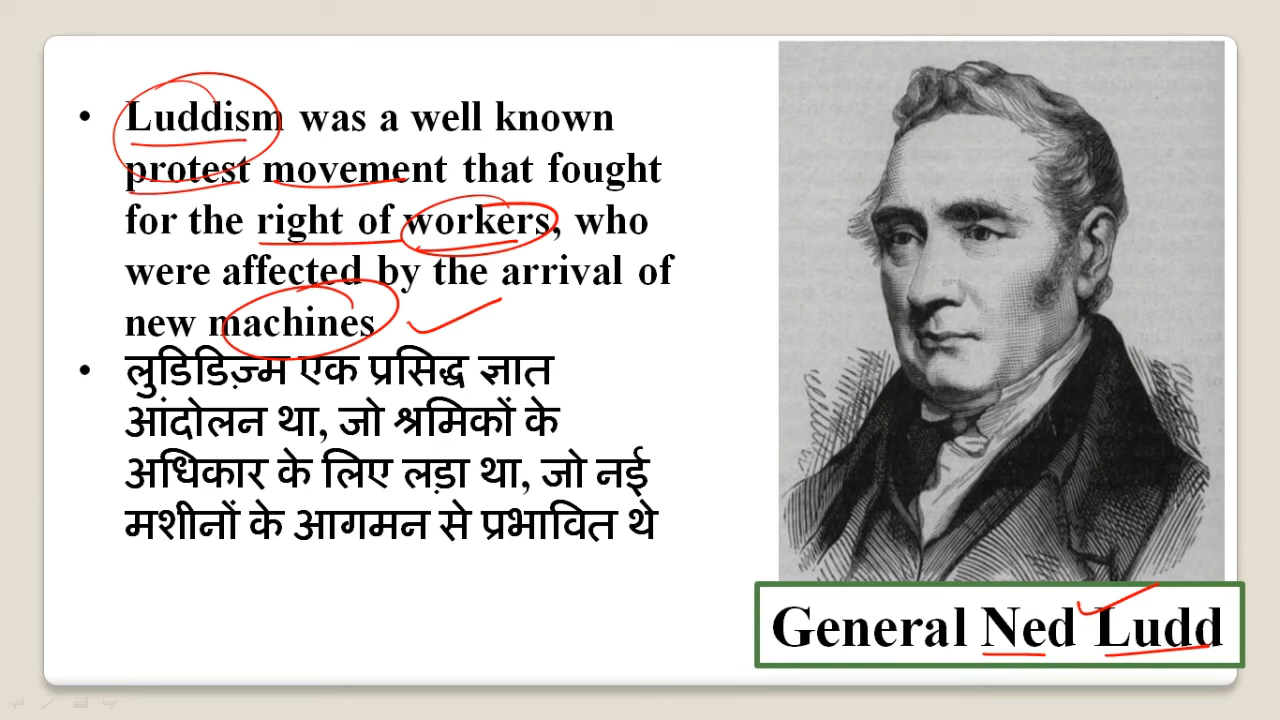 • Luddism was a well known
protest movement that fought
for the right of workers, who
were affected by the arrival of
new machines
• लुडिडिज़्म एक प्रसिद्ध ज्ञात
आंदोलन था, जो श्रमिकों के
अधिकार के लिए लड़ा था, जो नई
मशीनों के आगमन से प्रभावित थे
General Ned Ludd